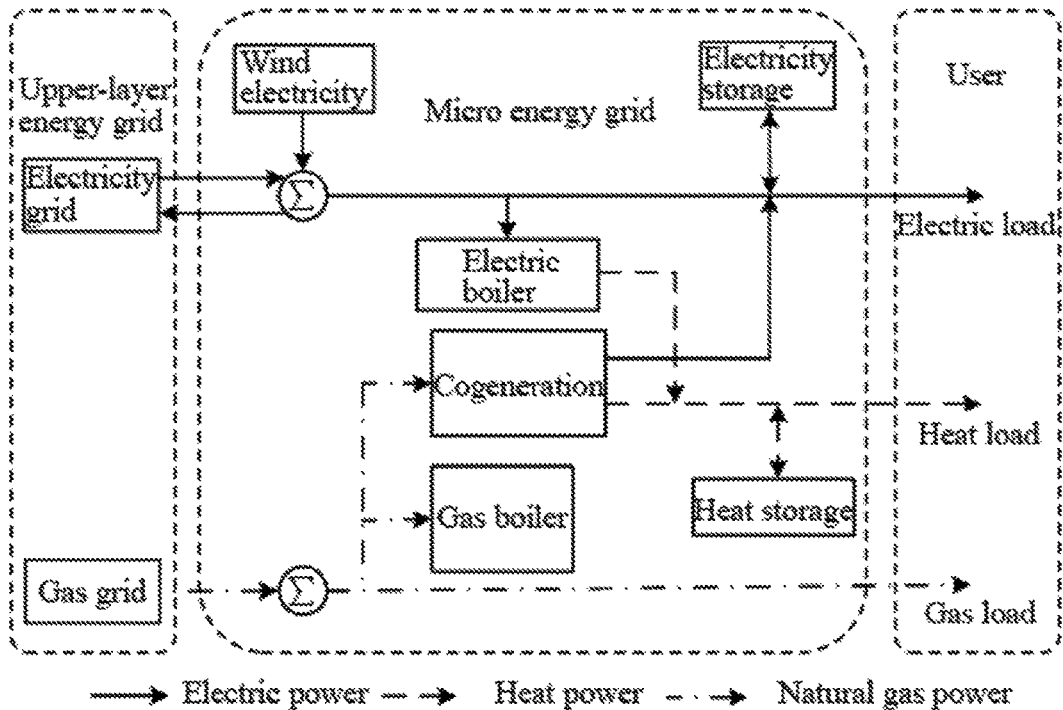 Upper-layer
energy grid
Electricity
grid
Gas grid
Wind
electricity
Micro energy grid
Electricity
storage
Σ
Electric
boiler
Cogeneration
Gas boiler
Heat storage
Σ
User
Electric load
Heat load
Gas load
Electric power
Heat power
Natural gas power